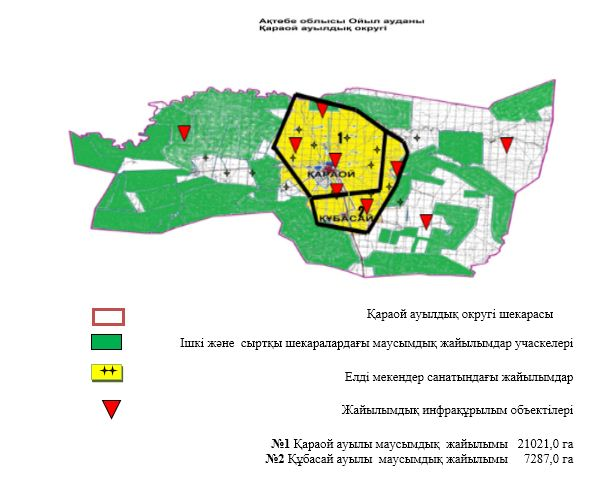 Ақтөбе облысы Ойыл ауданы
Қараой ауылдық округі
1
ҚАРАОЙ
2
ҚҰБАСАЙ
Қараой ауылдық округі шекарасы
Ішкі және сыртқы шекаралардағы маусымдық жайылымдар учаскелері
Елді мекендер санатындағы жайылымдар
Жайылымдық инфрақұрылым объектілері
№1 Қараой ауылы маусымдық жайылымы 21021,0 га
№2 Құбасай ауылы маусымдық жайылымы 7287,0 га